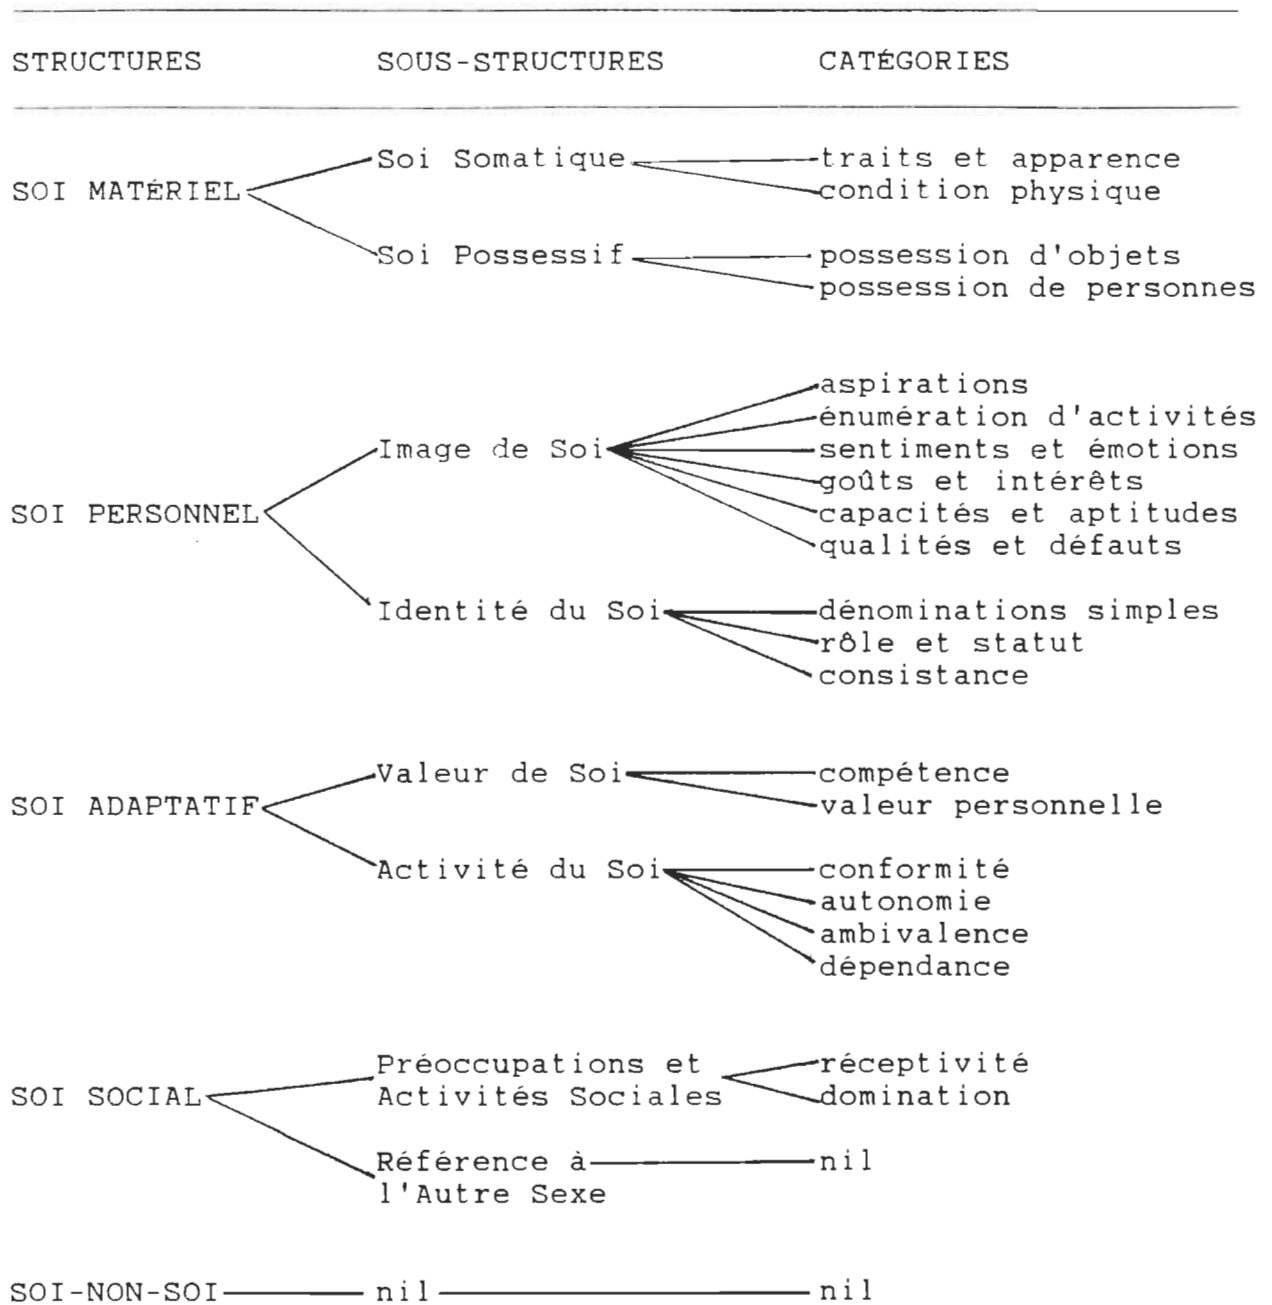 STRUCTURES SOUS-STRUCTURES CATÉGORIES
Soi Somatique traits et apparence
SOI MATÉRIEL condition physique
Soi Possessif possession d'objets
possession de personnes
aspirations
énumération d'activités
Image de Soi sentiments et émotions
goûts et intérêts
SOI PERSONNEL capacités et aptitudes
qualités et défauts
Identité du Soi dénominations simples
rôle et statut
consistance
Valeur de Soi compétence
SOI ADAPTATIF valeur personnelle
Activité du Soi conformité
autonomie
ambivalence
dépendance
Préoccupations et réceptivité
SOI SOCIAL Activités Sociales domination
Référence à nil
l'Autre Sexe
SOI-NON-SOI nil nil